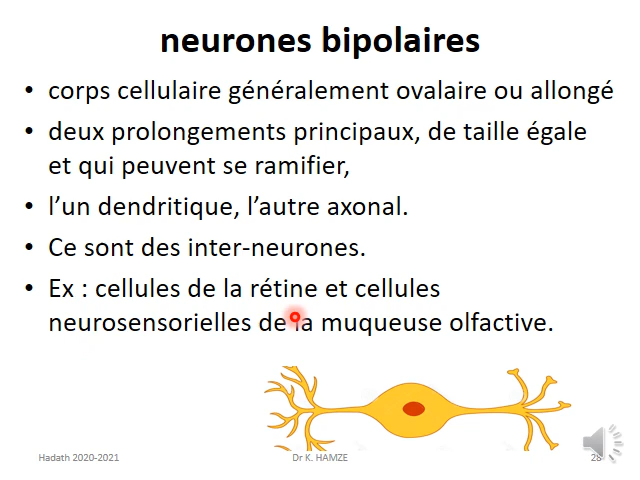 neurones bipolaires
• corps cellulaire généralement ovalaire ou allongé
• deux prolongements principaux, de taille égale
et qui peuvent se ramifier,
• l’un dendritique, l’autre axonal.
• Ce sont des inter-neurones.
• Ex : cellules de la rétine et cellules
neurosensorielles de la muqueuse olfactive.
Hadath 2020-2021
Dr K. HAMZE
28